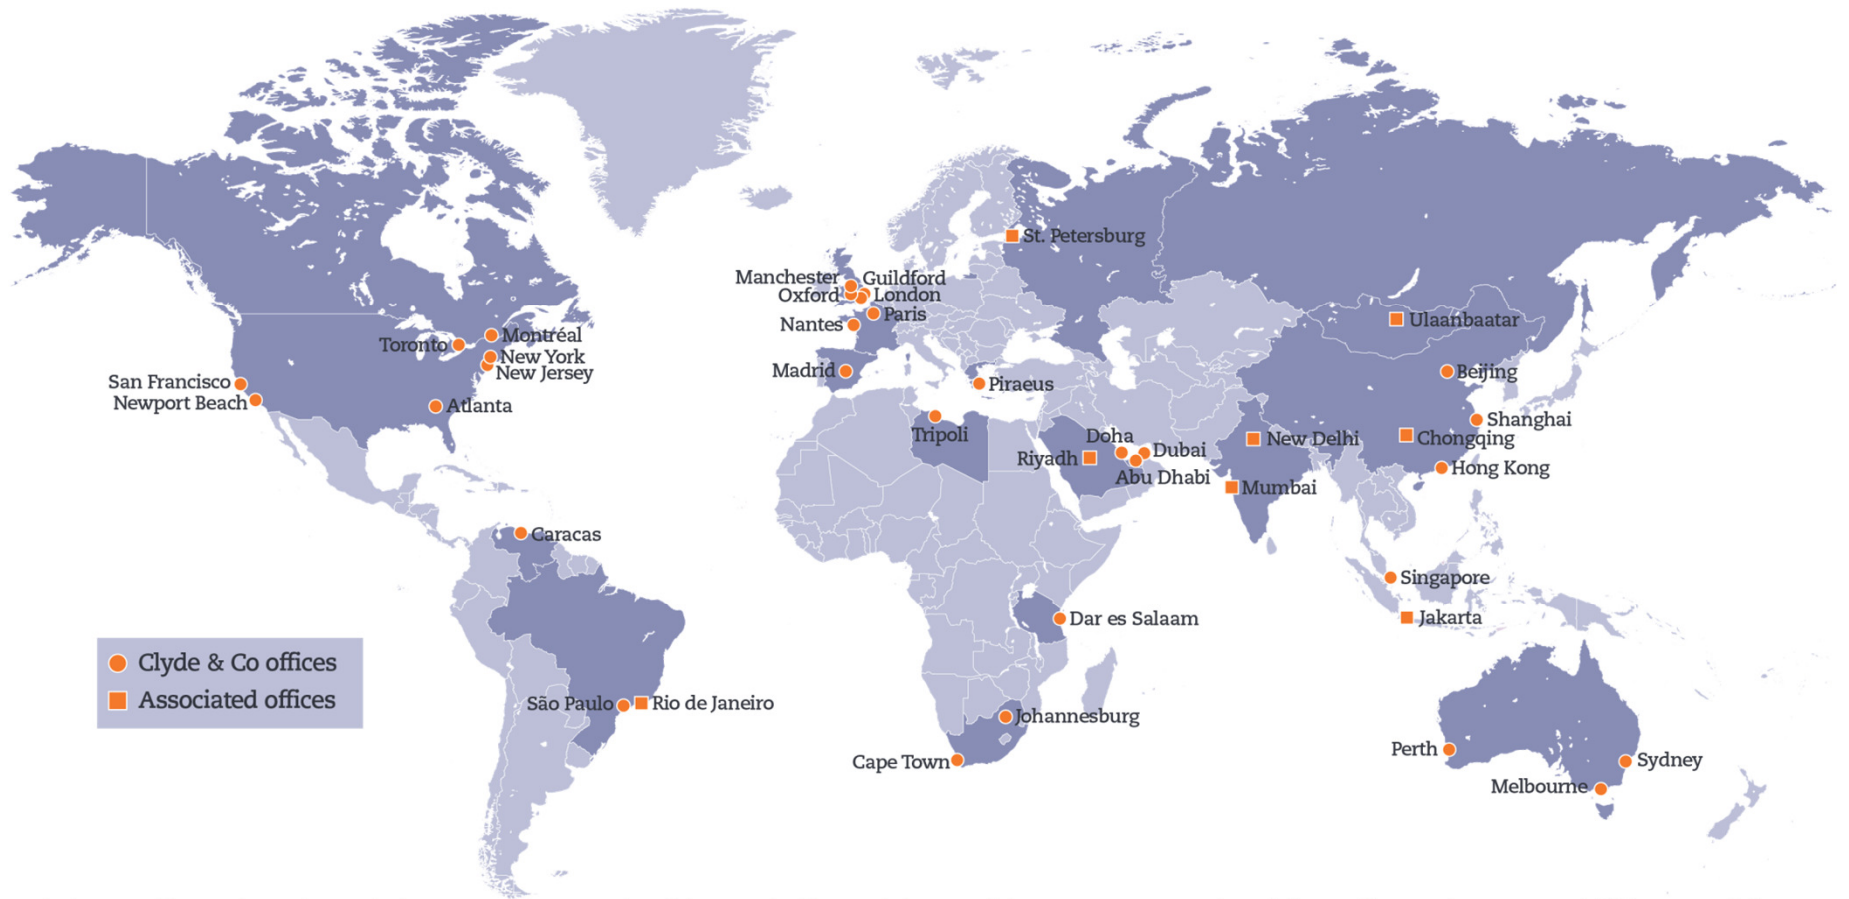 St. Petersburg
Manchester
Guildford
Oxford
London
Paris
Nantes
Ulaanbaatar
Montréal
Toronto
New York
New Jersey
Madrid
Beijing
San Francisco
Piraeus
Newport Beach
Atlanta
Shanghai
Tripoli
Doha
New Delhi
Chongqing
Dubai
Riyadh
Hong Kong
Abu Dhabi
Mumbai
Caracas
Singapore
Jakarta
Dar es Salaam
Clyde & Co offices
Associated offices
São Paulo
Rio de Janeiro
Johannesburg
Cape Town
Perth
Sydney
Melbourne